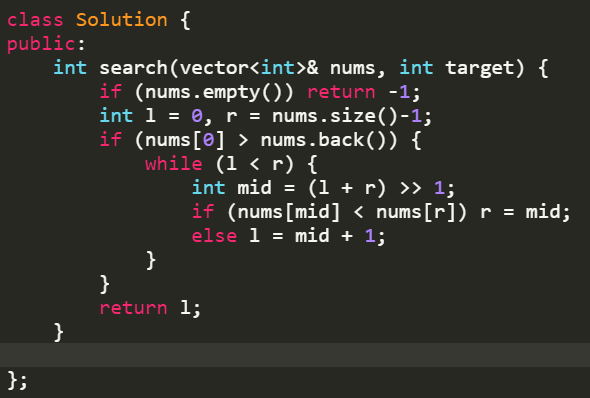 class Solution {
public:
    int search(vector<int>& nums, int target) {
        if (nums.empty()) return -1;
        int l = 0, r = nums.size()-1;
        if (nums[0] > nums.back()) {
            while (l < r) {
                int mid = (l + r) >> 1;
                if (nums[mid] < nums[r]) r = mid;
                else l = mid + 1;
            }
        }
        return l;
    }
};